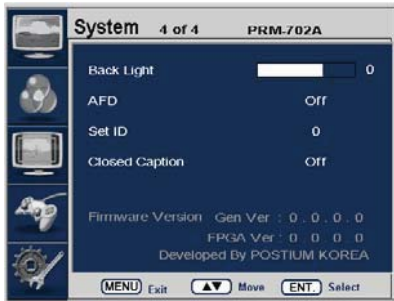 System 4 of 4 PRM-702A
Back Light 0
AFD Off
Set ID 0
Closed Caption Off
Firmware Version Gen Ver : 0 . 0 . 0 . 0
FPGA Ver : 0 . 0 . 0 . 0
Developed By POSTIUM KOREA
MENU Exit ▲▼ Move ENT. Select